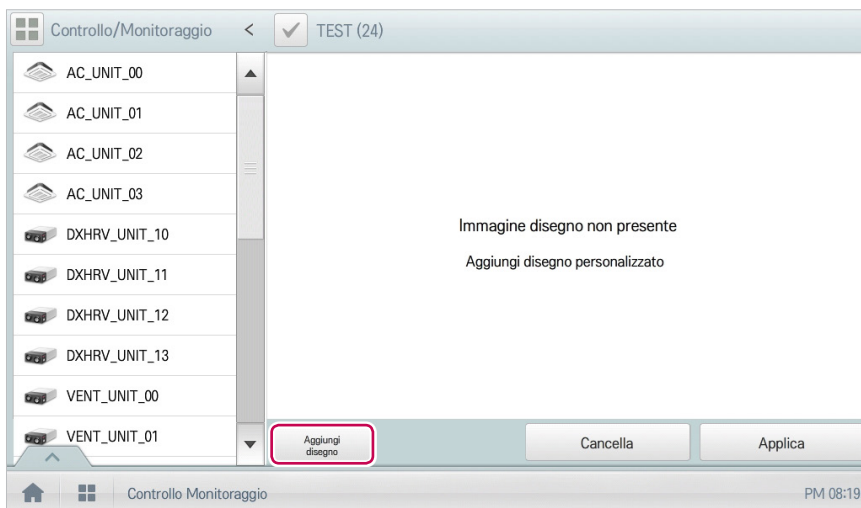 Controllo/Monitoraggio < TEST (24)
AC_UNIT_00
AC_UNIT_01
AC_UNIT_02
AC_UNIT_03
DXHRV_UNIT_10
DXHRV_UNIT_11
DXHRV_UNIT_12
DXHRV_UNIT_13
VENT_UNIT_00
VENT_UNIT_01
Immagine disegno non presente
Aggiungi disegno personalizzato
Aggiungi
disegno
Cancella
Applica
Controllo Monitoraggio
PM 08:19